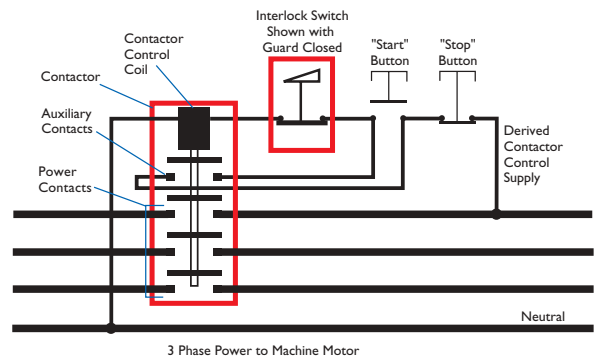 Interlock Switch
Shown with
Guard Closed
"Start"
Button
"Stop"
Button
Contactor
Control
Coil
Contactor
Auxiliary
Contacts
Power
Contacts
Derived
Contactor
Control
Supply
Neutral
3 Phase Power to Machine Motor